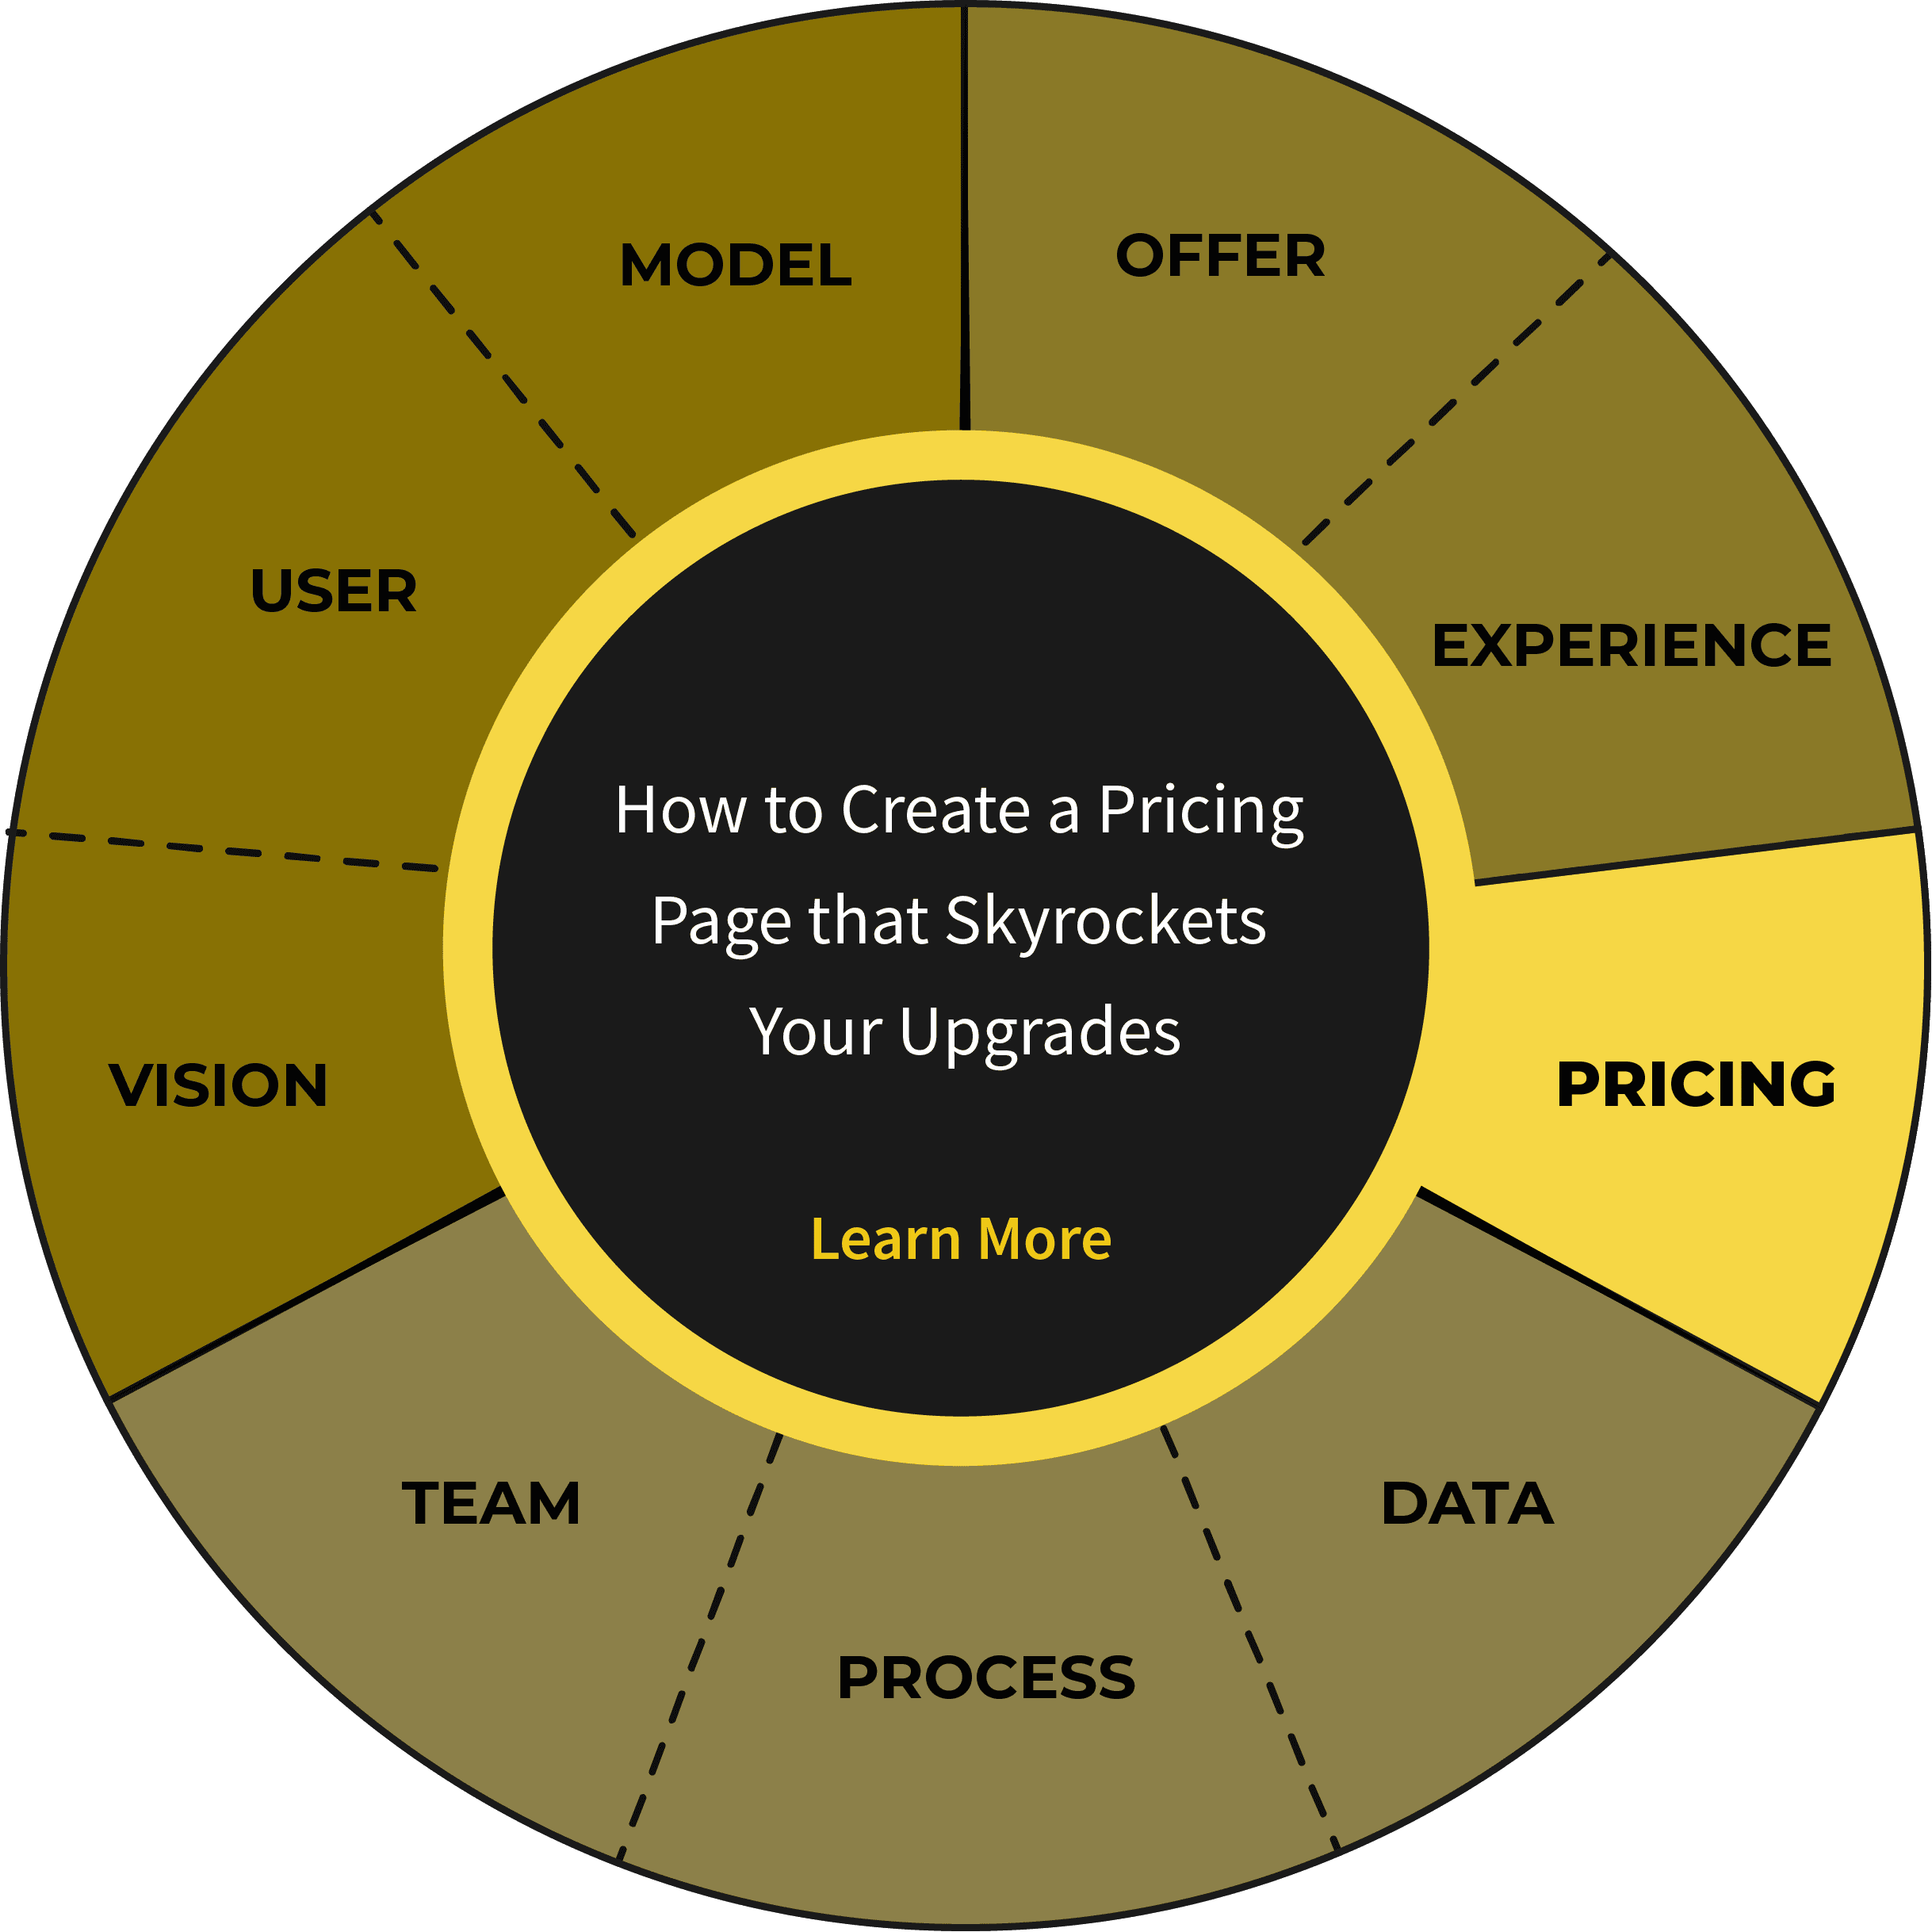 OFFER
MODEL
USER
EXPERIENCE
How to Create a Pricing
Page that Skyrockets
Your Upgrades
VISION
PRICING
Learn More
TEAM
DATA
PROCESS